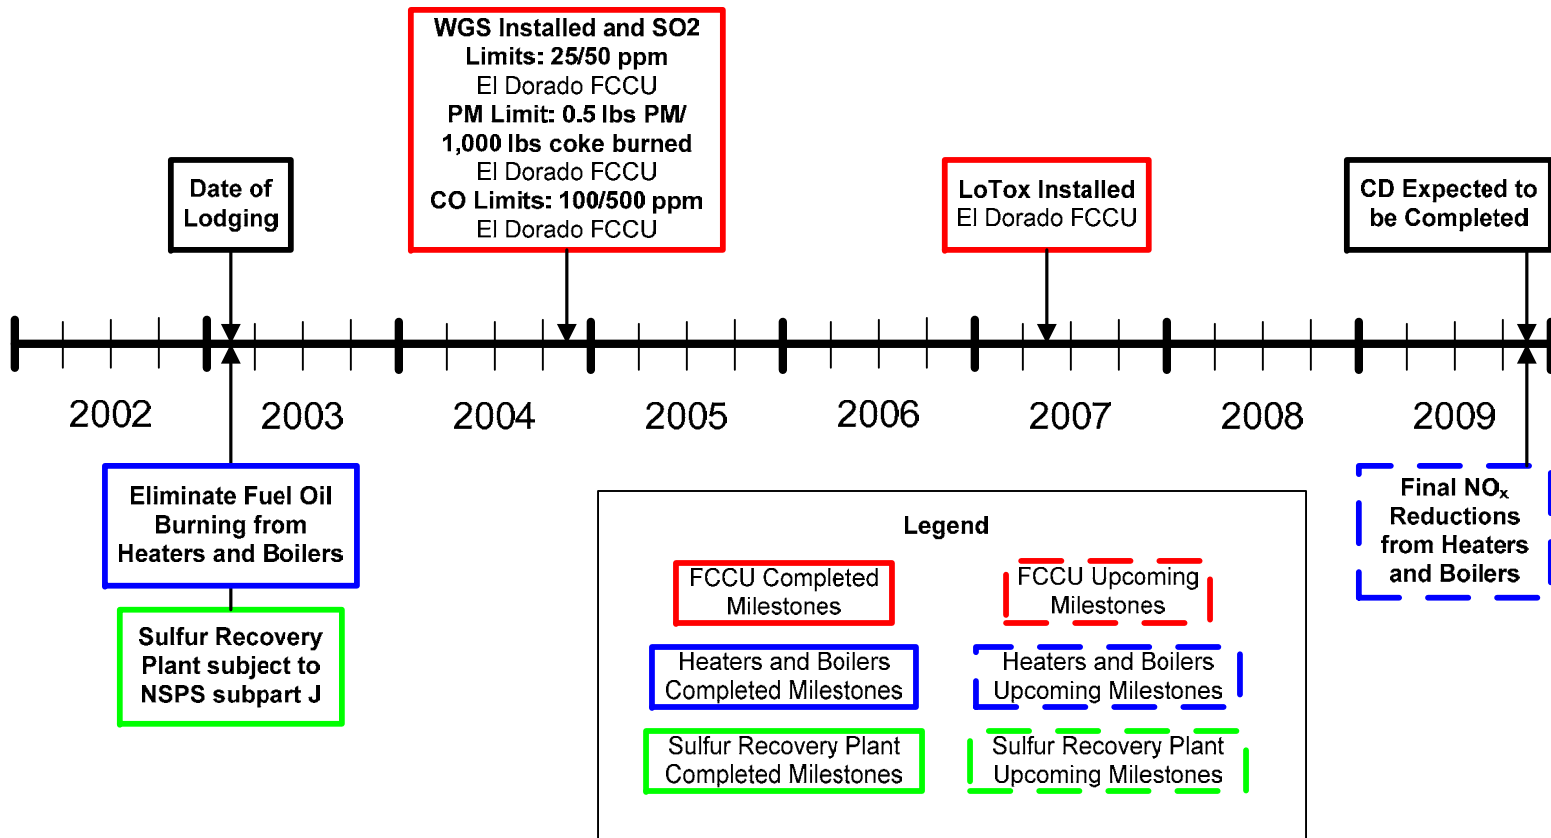 WGS Installed and SO2
Limits: 25/50 ppm
El Dorado FCCU
PM Limit: 0.5 lbs PM/
1,000 lbs coke burned
El Dorado FCCU
CO Limits: 100/500 ppm
El Dorado FCCU
Date of
Lodging
LoTox Installed
El Dorado FCCU
CD Expected to
be Completed
2002 2003 2004 2005 2006 2007 2008 2009
Eliminate Fuel Oil
Burning from
Heaters and Boilers
Sulfur Recovery
Plant subject to
NSPS subpart J
Final NOₓ
Reductions
from Heaters
and Boilers
Legend
FCCU Completed
Milestones
FCCU Upcoming
Milestones
Heaters and Boilers
Completed Milestones
Heaters and Boilers
Upcoming Milestones
Sulfur Recovery Plant
Completed Milestones
Sulfur Recovery Plant
Upcoming Milestones